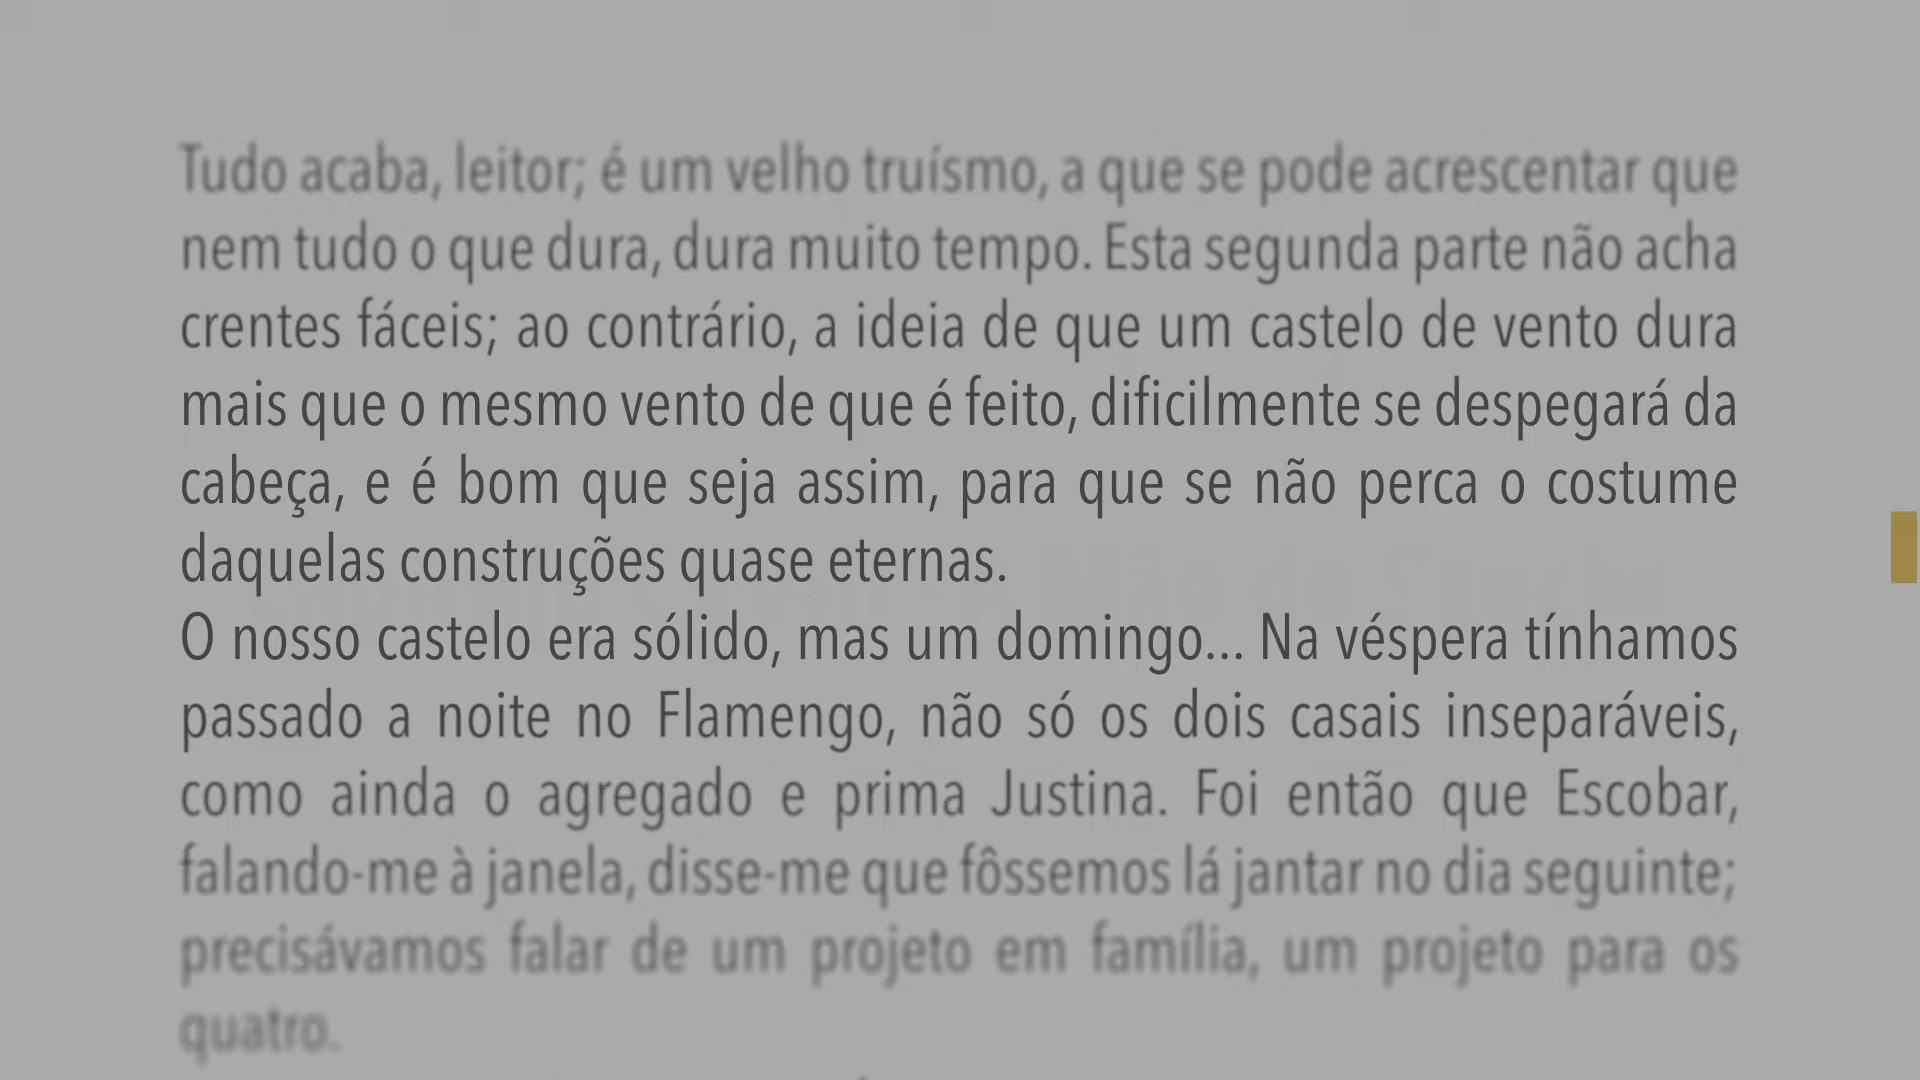 Tudo acaba, leitor; é um velho truísmo, a que se pode acrescentar que
nem tudo o que dura, dura muito tempo. Esta segunda parte não acha
crentes fáceis; ao contrário, a ideia de que um castelo de vento dura
mais que o mesmo vento de que é feito, dificilmente se despegará da
cabeça, e é bom que seja assim, para que se não perca o costume
daquelas construções quase eternas.
O nosso castelo era sólido, mas um domingo... Na véspera tínhamos
passado a noite no Flamengo, não só os dois casais inseparáveis,
como ainda o agregado e prima Justina. Foi então que Escobar,
falando-me à janela, disse-me que fôssemos lá jantar no dia seguinte;
precisávamos falar de um projeto em família, um projeto para os
quatro.